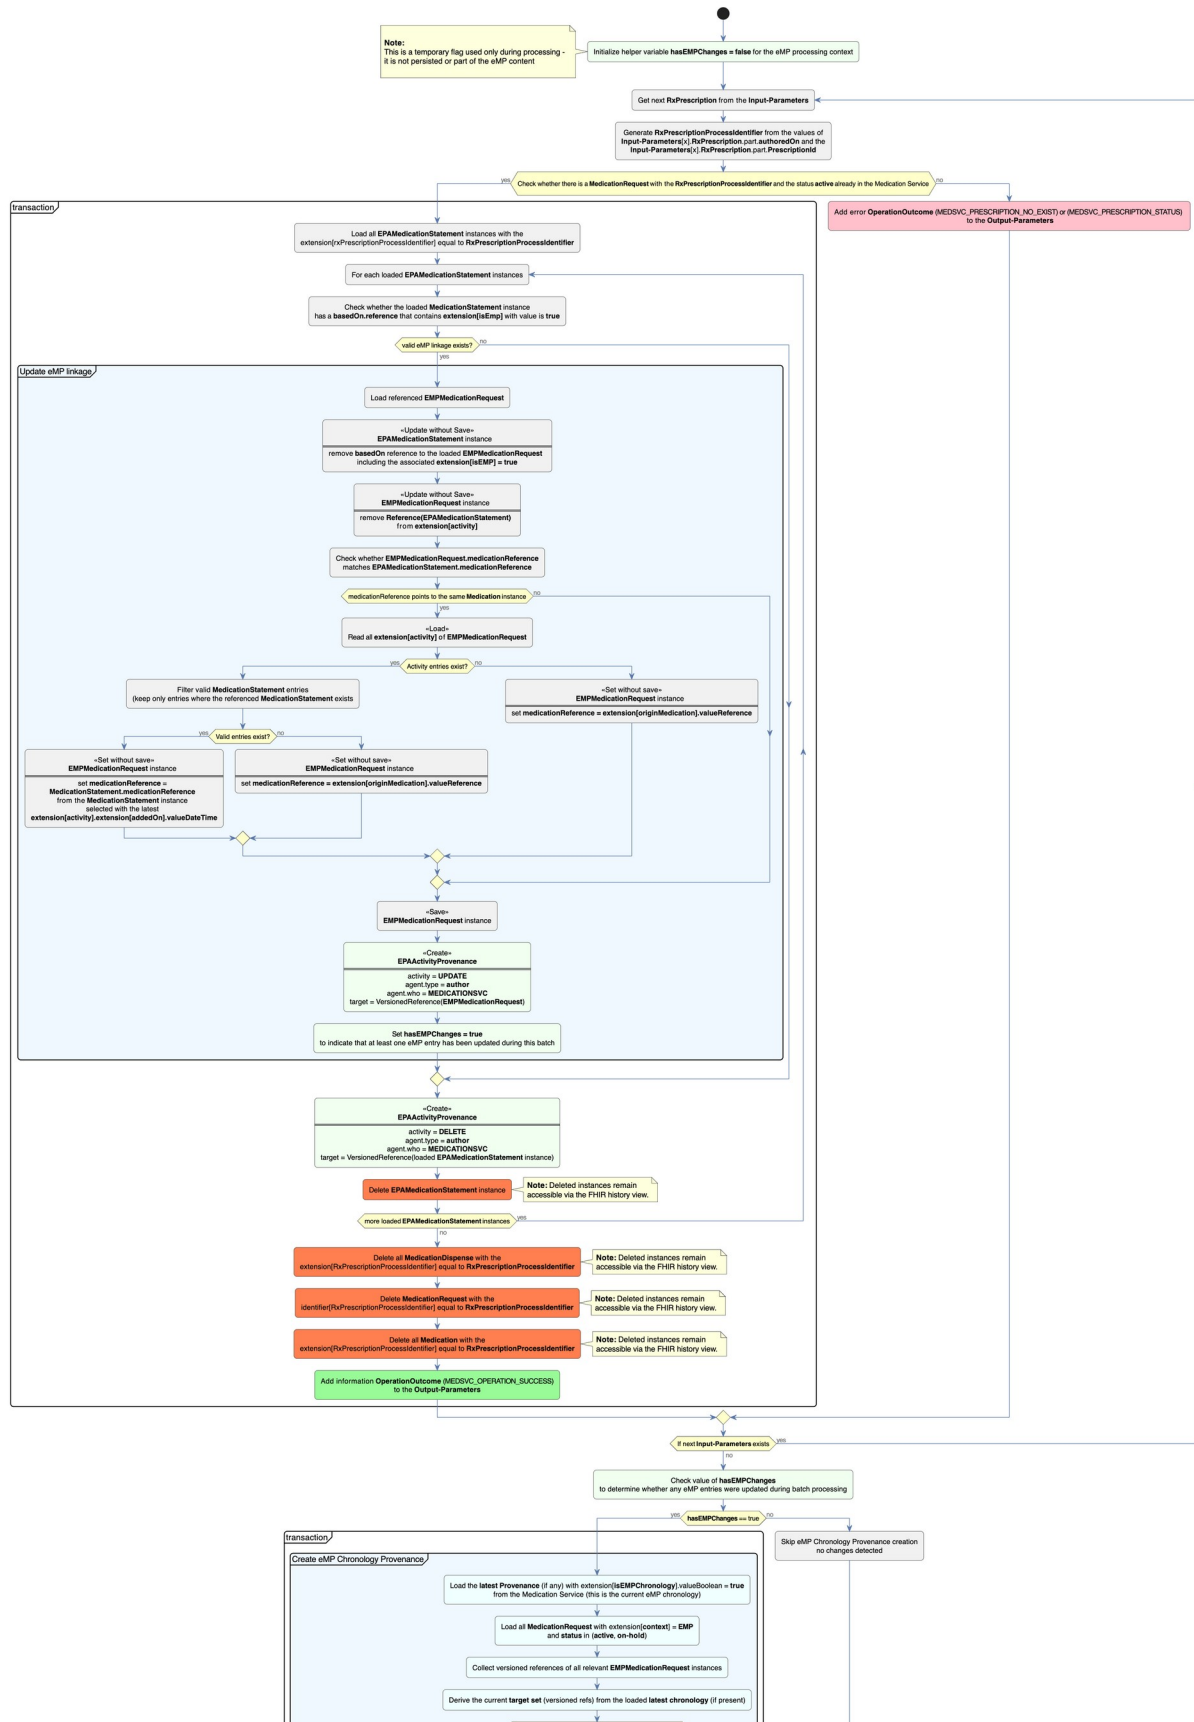 Note:
This is a temporary flag used only during processing -
it is not persisted or part of the eMP content
Initialize helper variable hasEMPChanges = false for the eMP processing context
Get next RxPrescription from the Input-Parameters
Generate RxPrescriptionProcessIdentifier from the values of
Input-Parameters[x].RxPrescription.part.authoredOn and the
Input-Parameters[x].RxPrescription.part.PrescriptionId
yes
Check whether there is a MedicationRequest with the RxPrescriptionProcessIdentifier and the status active already in the Medication Service
no
transaction
Add error OperationOutcome (MEDSVC_PRESCRIPTION_NO_EXIST) or (MEDSVC_PRESCRIPTION_STATUS)
to the Output-Parameters
Load all EPAMedicationStatement instances with the
extension[rxPrescriptionProcessIdentifier] equal to RxPrescriptionProcessIdentifier
For each loaded EPAMedicationStatement instances
Check whether the loaded MedicationStatement instance
has a basedOn.reference that contains extension[isEmp] with value is true
valid eMP linkage exists?
no
yes
Update eMP linkage
Load referenced EMPMedicationRequest
«Update without Save»
EPAMedicationStatement instance
remove basedOn reference to the loaded EMPMedicationRequest
including the associated extension[isEMP] = true
«Update without Save»
EMPMedicationRequest instance
remove Reference(EPAMedicationStatement)
from extension[activity]
Check whether EMPMedicationRequest.medicationReference
matches EPAMedicationStatement.medicationReference
medicationReference points to the same Medication instance
no
yes
«Load»
Read all extension[activity] of EMPMedicationRequest
yes
Activity entries exist?
no
Filter valid MedicationStatement entries
(keep only entries where the referenced MedicationStatement exists
«Set without save»
EMPMedicationRequest instance
set medicationReference = extension[originMedication].valueReference
yes
Valid entries exist?
no
«Set without save»
EMPMedicationRequest instance
set medicationReference =
MedicationStatement.medicationReference
from the MedicationStatement instance
selected with the latest
extension[activity].extension[addedOn].valueDateTime
«Set without save»
EMPMedicationRequest instance
set medicationReference = extension[originMedication].valueReference
«Save»
EMPMedicationRequest instance
«Create»
EPAActivityProvenance
activity = UPDATE
agent.type = author
agent.who = MEDICATIONSVC
target = VersionedReference(EMPMedicationRequest)
Set hasEMPChanges = true
to indicate that at least one eMP entry has been updated during this batch
«Create»
EPAActivityProvenance
activity = DELETE
agent.type = author
agent.who = MEDICATIONSVC
target = VersionedReference(loaded EPAMedicationStatement instance)
Delete EPAMedicationStatement instance
Note: Deleted instances remain
accessible via the FHIR history view.
more loaded EPAMedicationStatement instances
yes
no
Delete all MedicationDispense with the
extension[RxPrescriptionProcessIdentifier] equal to RxPrescriptionProcessIdentifier
Note: Deleted instances remain
accessible via the FHIR history view.
Delete MedicationRequest with the
identifier[RxPrescriptionProcessIdentifier] equal to RxPrescriptionProcessIdentifier
Note: Deleted instances remain
accessible via the FHIR history view.
Delete all Medication with the
extension[RxPrescriptionProcessIdentifier] equal to RxPrescriptionProcessIdentifier
Note: Deleted instances remain
accessible via the FHIR history view.
Add information OperationOutcome (MEDSVC_OPERATION_SUCCESS)
to the Output-Parameters
If next Input-Parameters exists
yes
no
Check value of hasEMPChanges
to determine whether any eMP entries were updated during batch processing
yes
hasEMPChanges == true
no
transaction
Skip eMP Chronology Provenance creation
no changes detected
Create eMP Chronology Provenance
Load the latest Provenance (if any) with extension[isEMPChronology].valueBoolean = true
from the Medication Service (this is the current eMP chronology)
Load all MedicationRequest with extension[context] = EMP
and status in (active, on-hold)
Collect versioned references of all relevant EMPMedicationRequest instances
Derive the current target set (versioned refs) from the loaded latest chronology (if present)